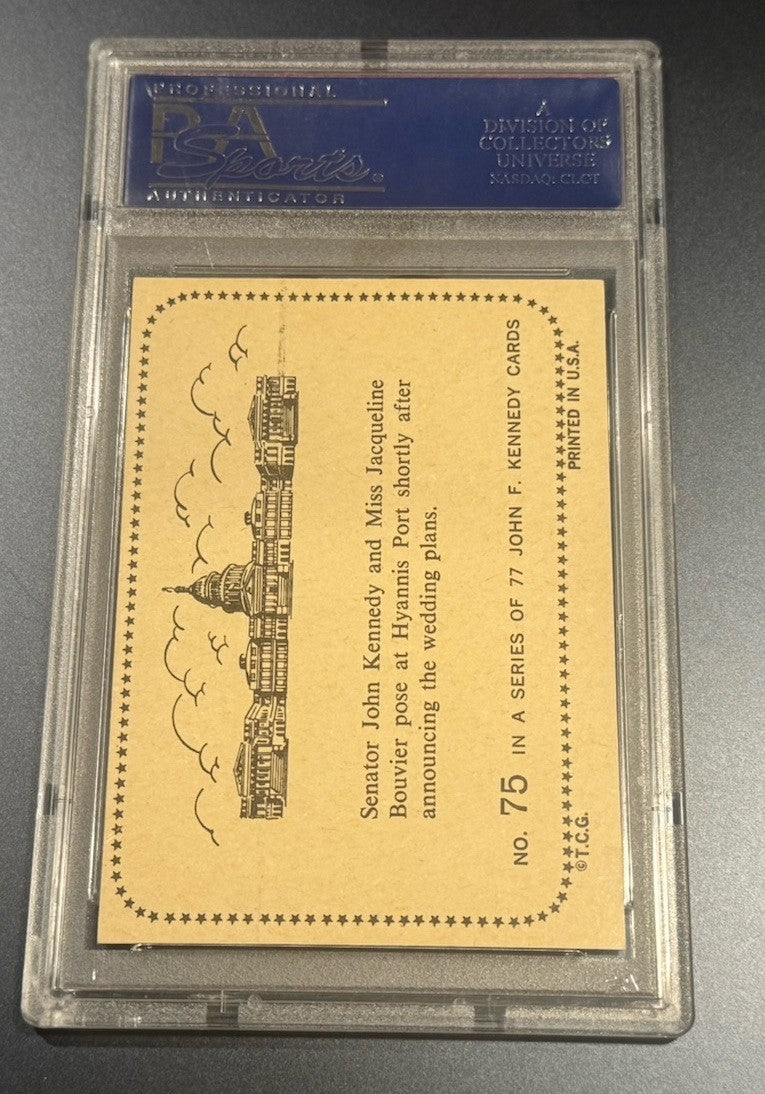 PROFESSIONAL
PSA
Sports®
AUTHENTICATOR
A
DIVISION OF
COLLECTORS
UNIVERSE
NASDAQ: CLCT
Senator John Kennedy and Miss Jacqueline
Bouvier pose at Hyannis Port shortly after
announcing the wedding plans.
NO. 75 IN A SERIES OF 77 JOHN F. KENNEDY CARDS
©T.C.G. PRINTED IN U.S.A.